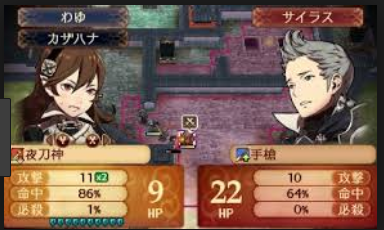 わゆ
サイラス
カザハナ
Y X
X
夜刀神
手槍
攻撃 11 x2
10 攻撃
命中 86%
64% 命中
必殺 1%
0% 必殺
9 HP
22 HP